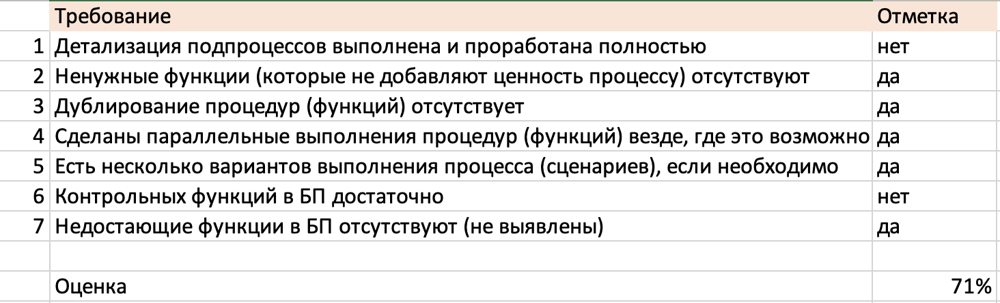 Требование Отметка
1 Детализация подпроцессов выполнена и проработана полностью нет
2 Ненужные функции (которые не добавляют ценность процессу) отсутствуют да
3 Дублирование процедур (функций) отсутствует да
4 Сделаны параллельные выполнения процедур (функций) везде, где это возможно да
5 Есть несколько вариантов выполнения процесса (сценариев), если необходимо да
6 Контрольных функций в БП достаточно нет
7 Недостающие функции в БП отсутствуют (не выявлены) да
Оценка 71%